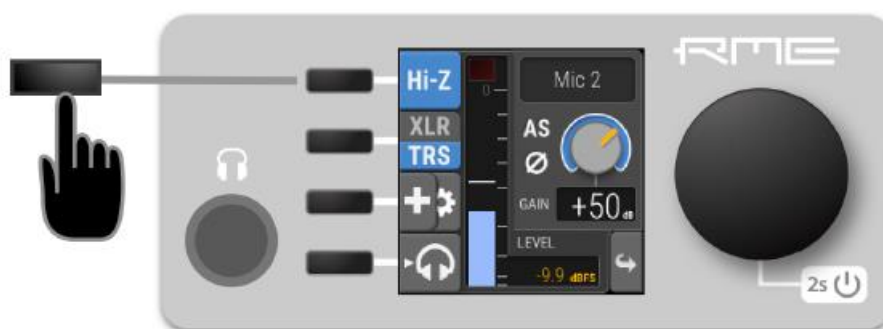 RME
Hi-Z
0
Mic 2
XLR
TRS
AS
GAIN
+50 dB
LEVEL
-9.9 dBFS
2s